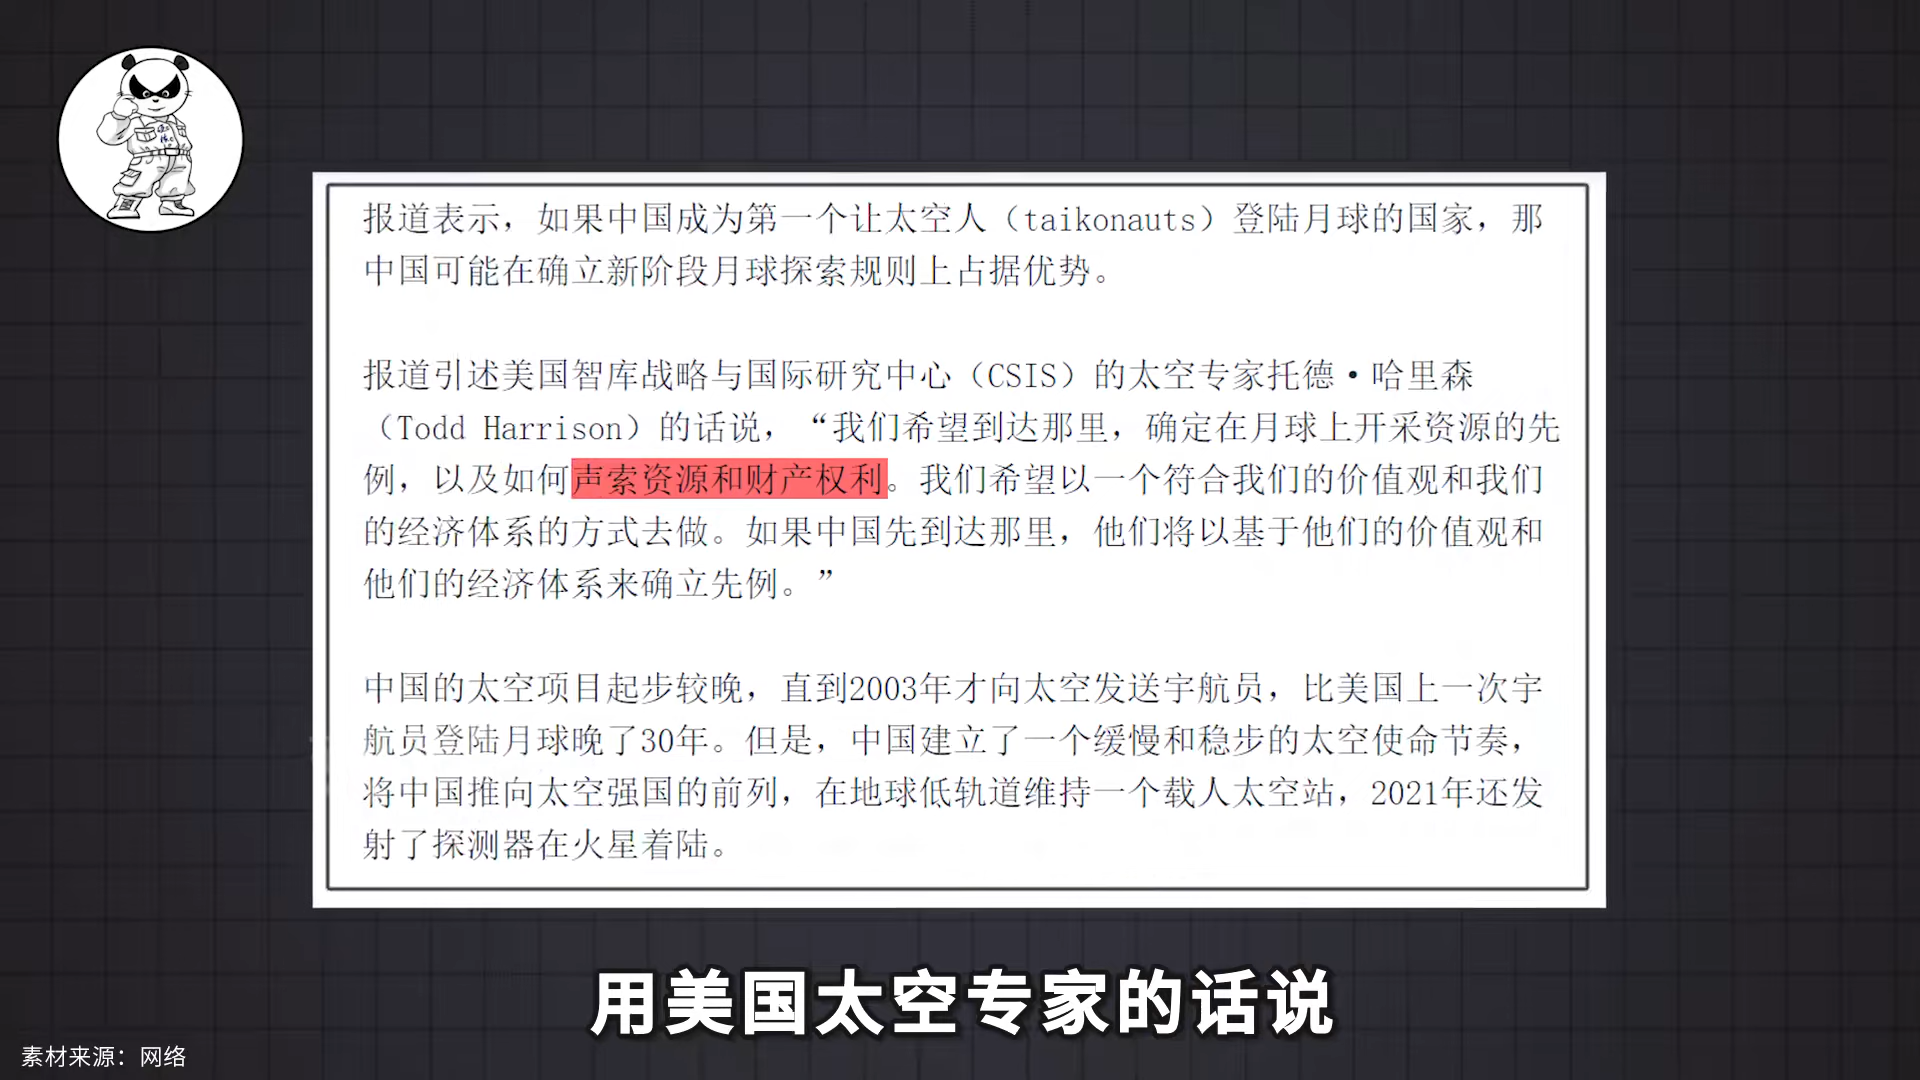 报道表示，如果中国成为第一个让太空人（taikonauts）登陆月球的国家，那
中国可能在确立新阶段月球探索规则上占据优势。
报道引述美国智库战略与国际研究中心（CSIS）的太空专家托德·哈里森
（Todd Harrison）的话说，“我们希望到达那里，确定在月球上开采资源的先
例，以及如何声索资源和财产权利。我们希望以一个符合我们的价值观和我们
的经济体系的方式去做。如果中国先到达那里，他们将以基于他们的价值观和
他们的经济体系来确立先例。”
中国的太空项目起步较晚，直到2003年才向太空发送宇航员，比美国上一次宇
航员登陆月球晚了30年。但是，中国建立了一个缓慢和稳步的太空使命节奏，
将中国推向太空强国的前列，在地球低轨道维持一个载人太空站，2021年还发
射了探测器在火星着陆。
用美国太空专家的话说
素材来源：网络